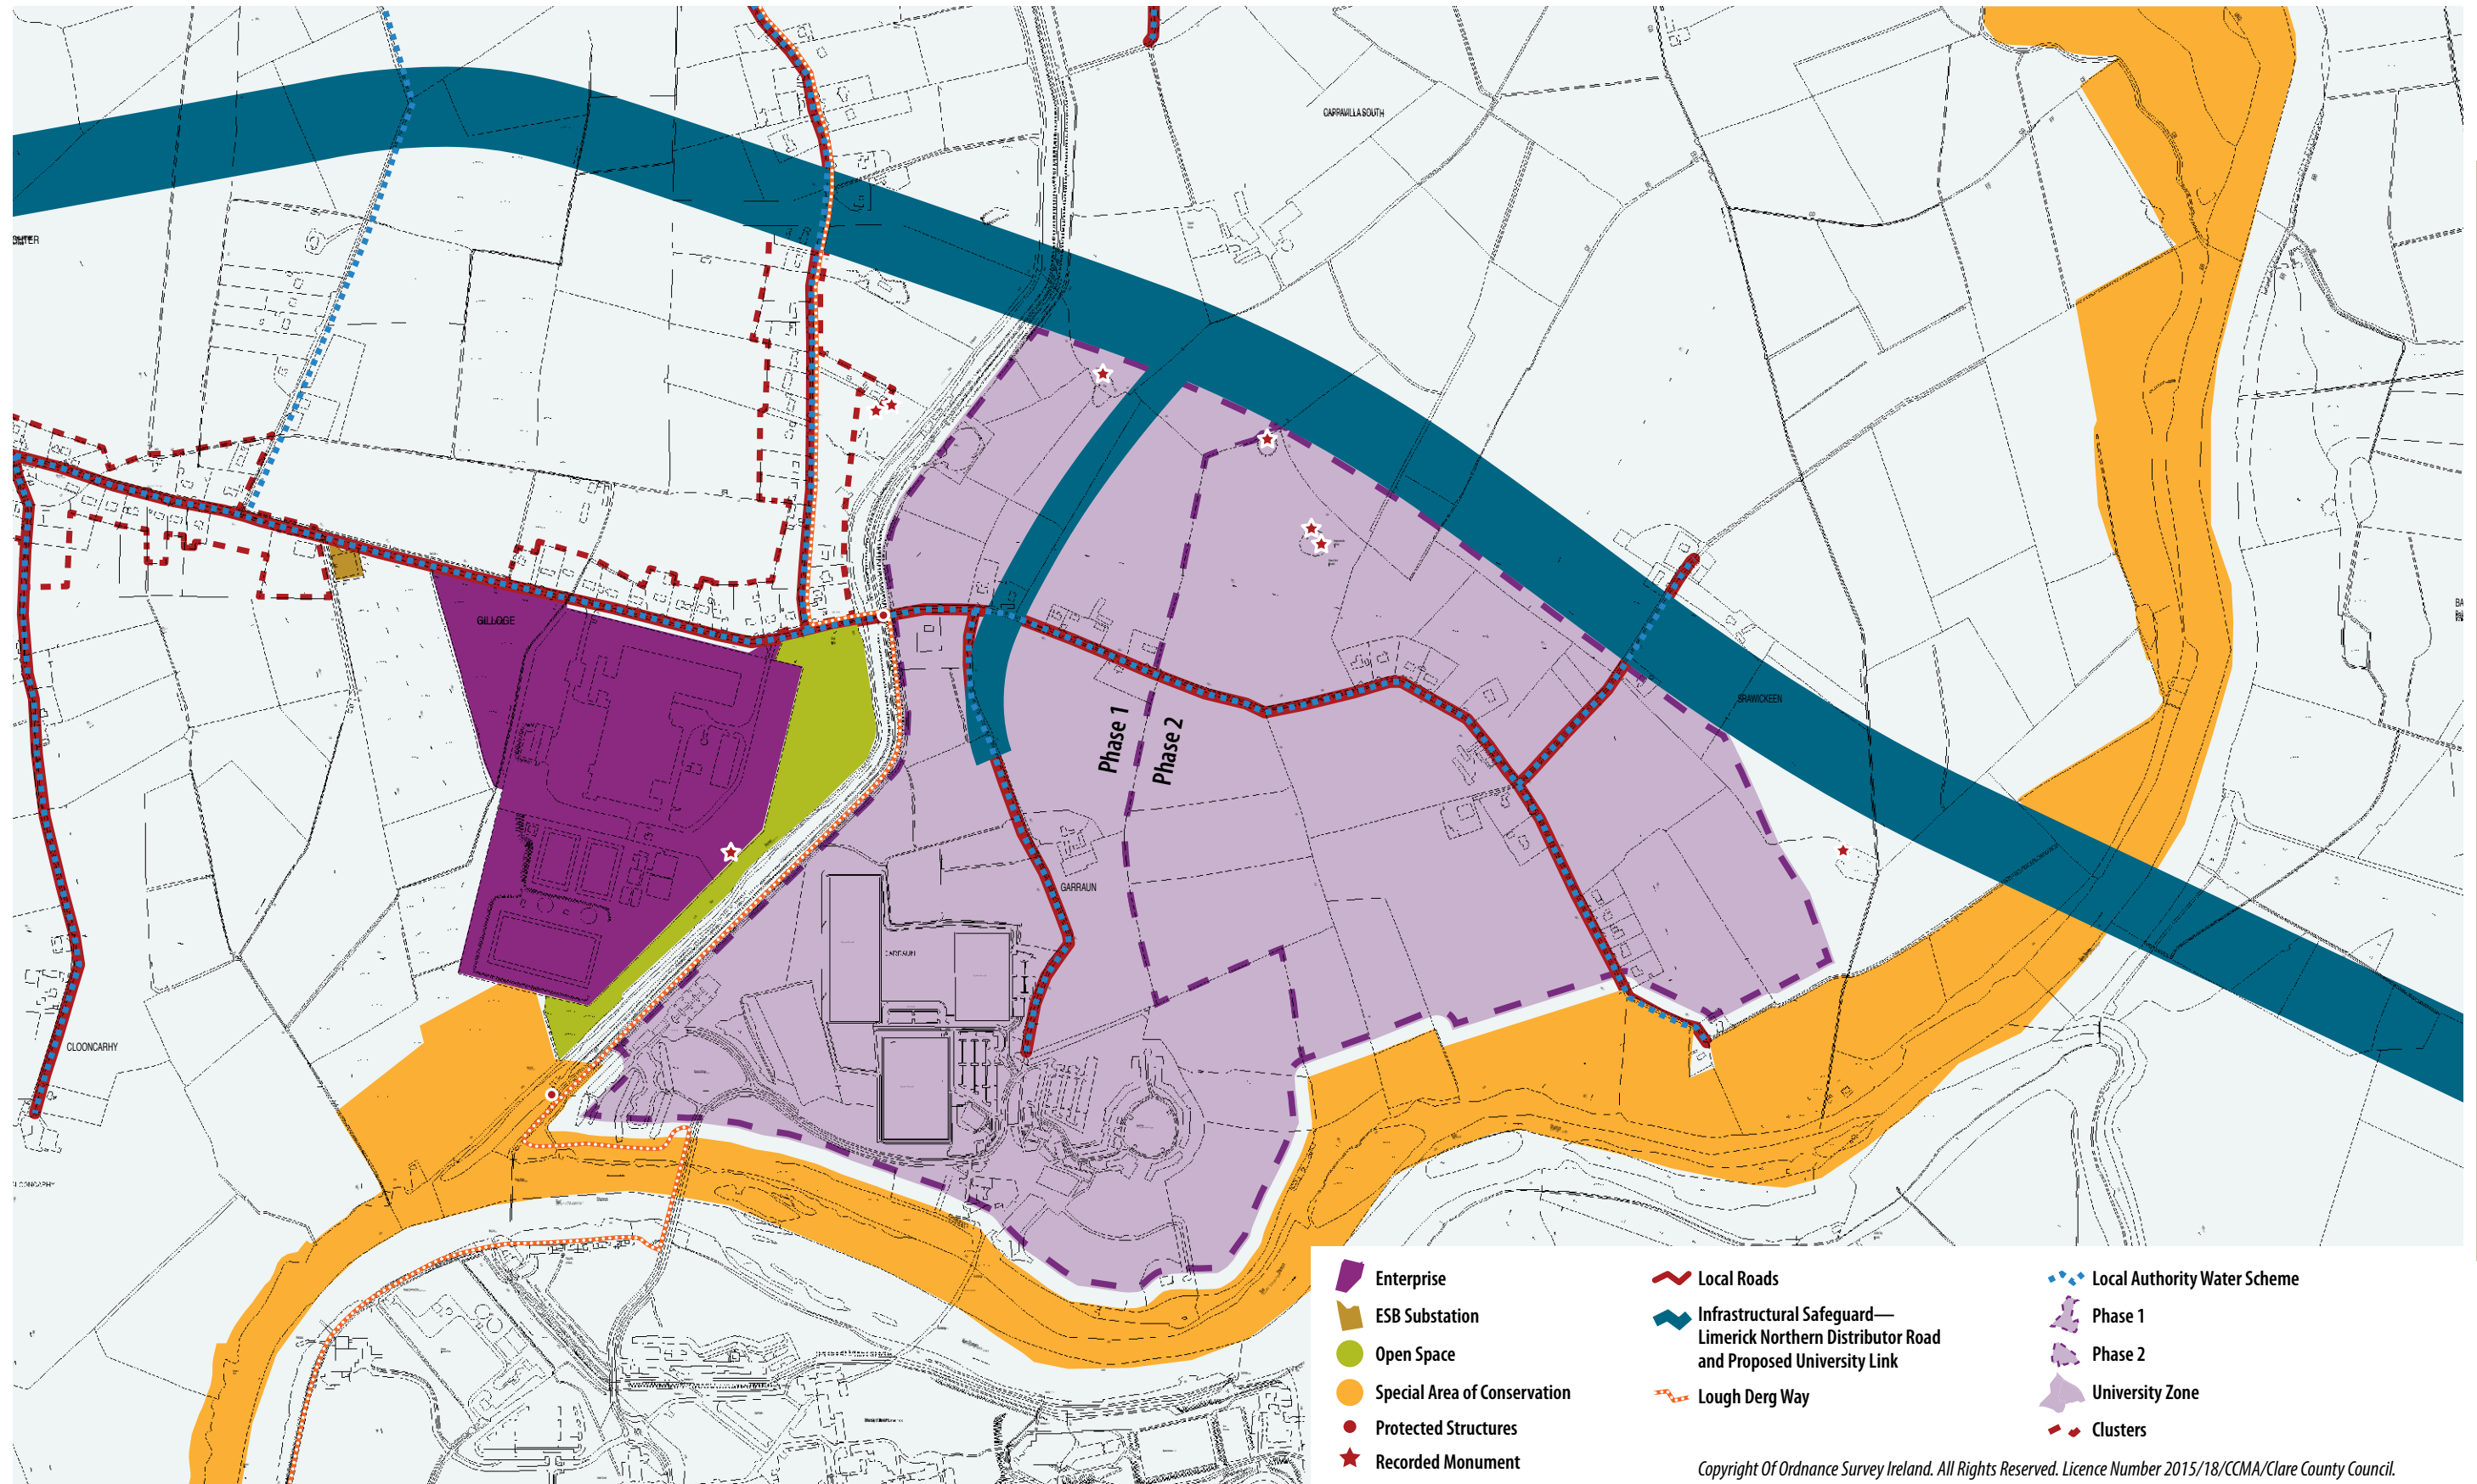 CAPPAVILLA SOUTH
GILLOGE
SRAWICKEEN
Phase 1
Phase 2
GARRAUN
GARRAUN
CLOONCARHY
CLOONCARHY
Enterprise
ESB Substation
Open Space
Special Area of Conservation
Protected Structures
Recorded Monument
Local Roads
Infrastructural Safeguard—
Limerick Northern Distributor Road
and Proposed University Link
Lough Derg Way
Local Authority Water Scheme
Phase 1
Phase 2
University Zone
Clusters
Copyright Of Ordnance Survey Ireland. All Rights Reserved. Licence Number 2015/18/CCMA/Clare County Council.